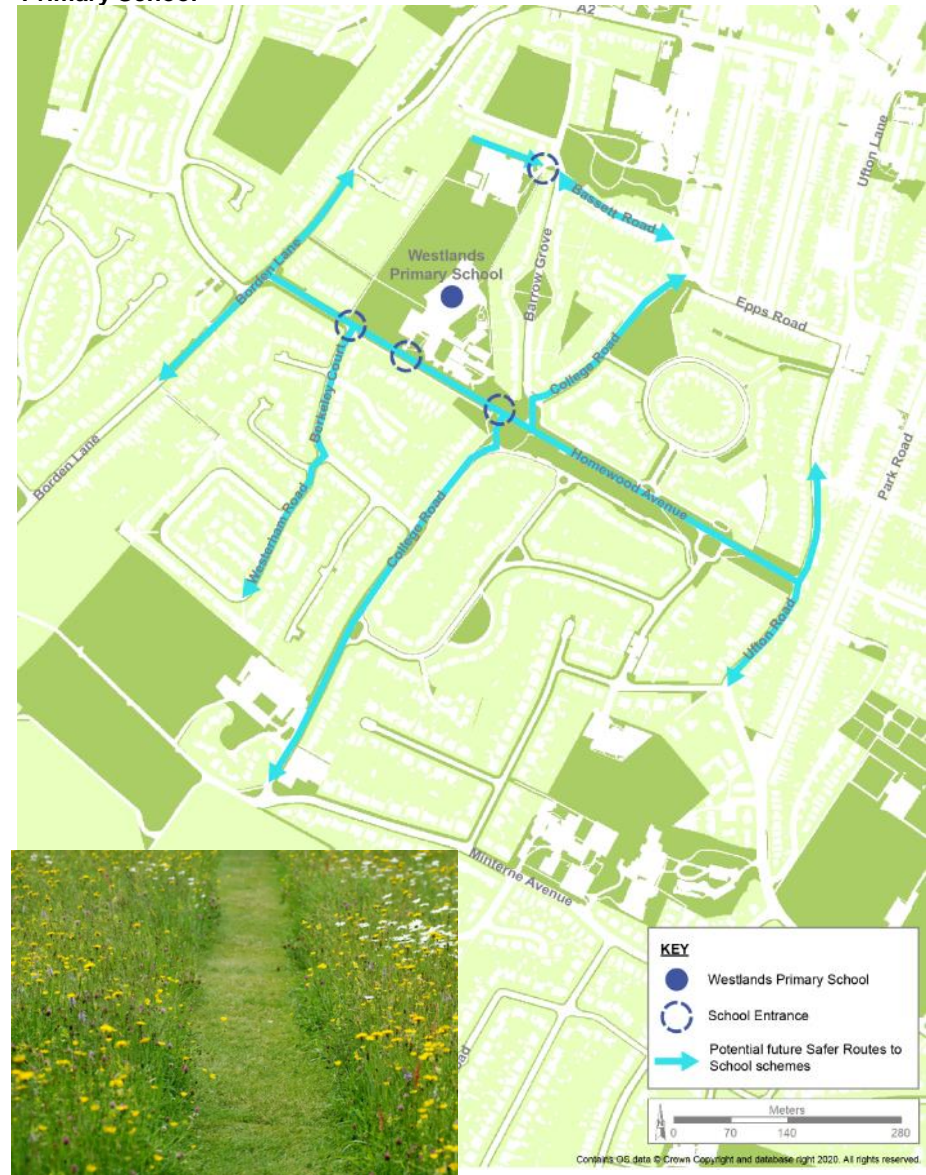 Primary School
A2
Ufton Lane
Bassett Road
Westlands
Primary School
Borden Lane
Barrow Grove
Epps Road
College Road
Berkeley Court
Park Road
Borden Lane
Homewood Avenue
Westerham Road
College Road
Ufton Road
Minterne Avenue
KEY
Westlands Primary School
School Entrance
Potential future Safer Routes to
School schemes
Meters
0 70 140 280
Contains OS data © Crown Copyright and database right 2020. All rights reserved.